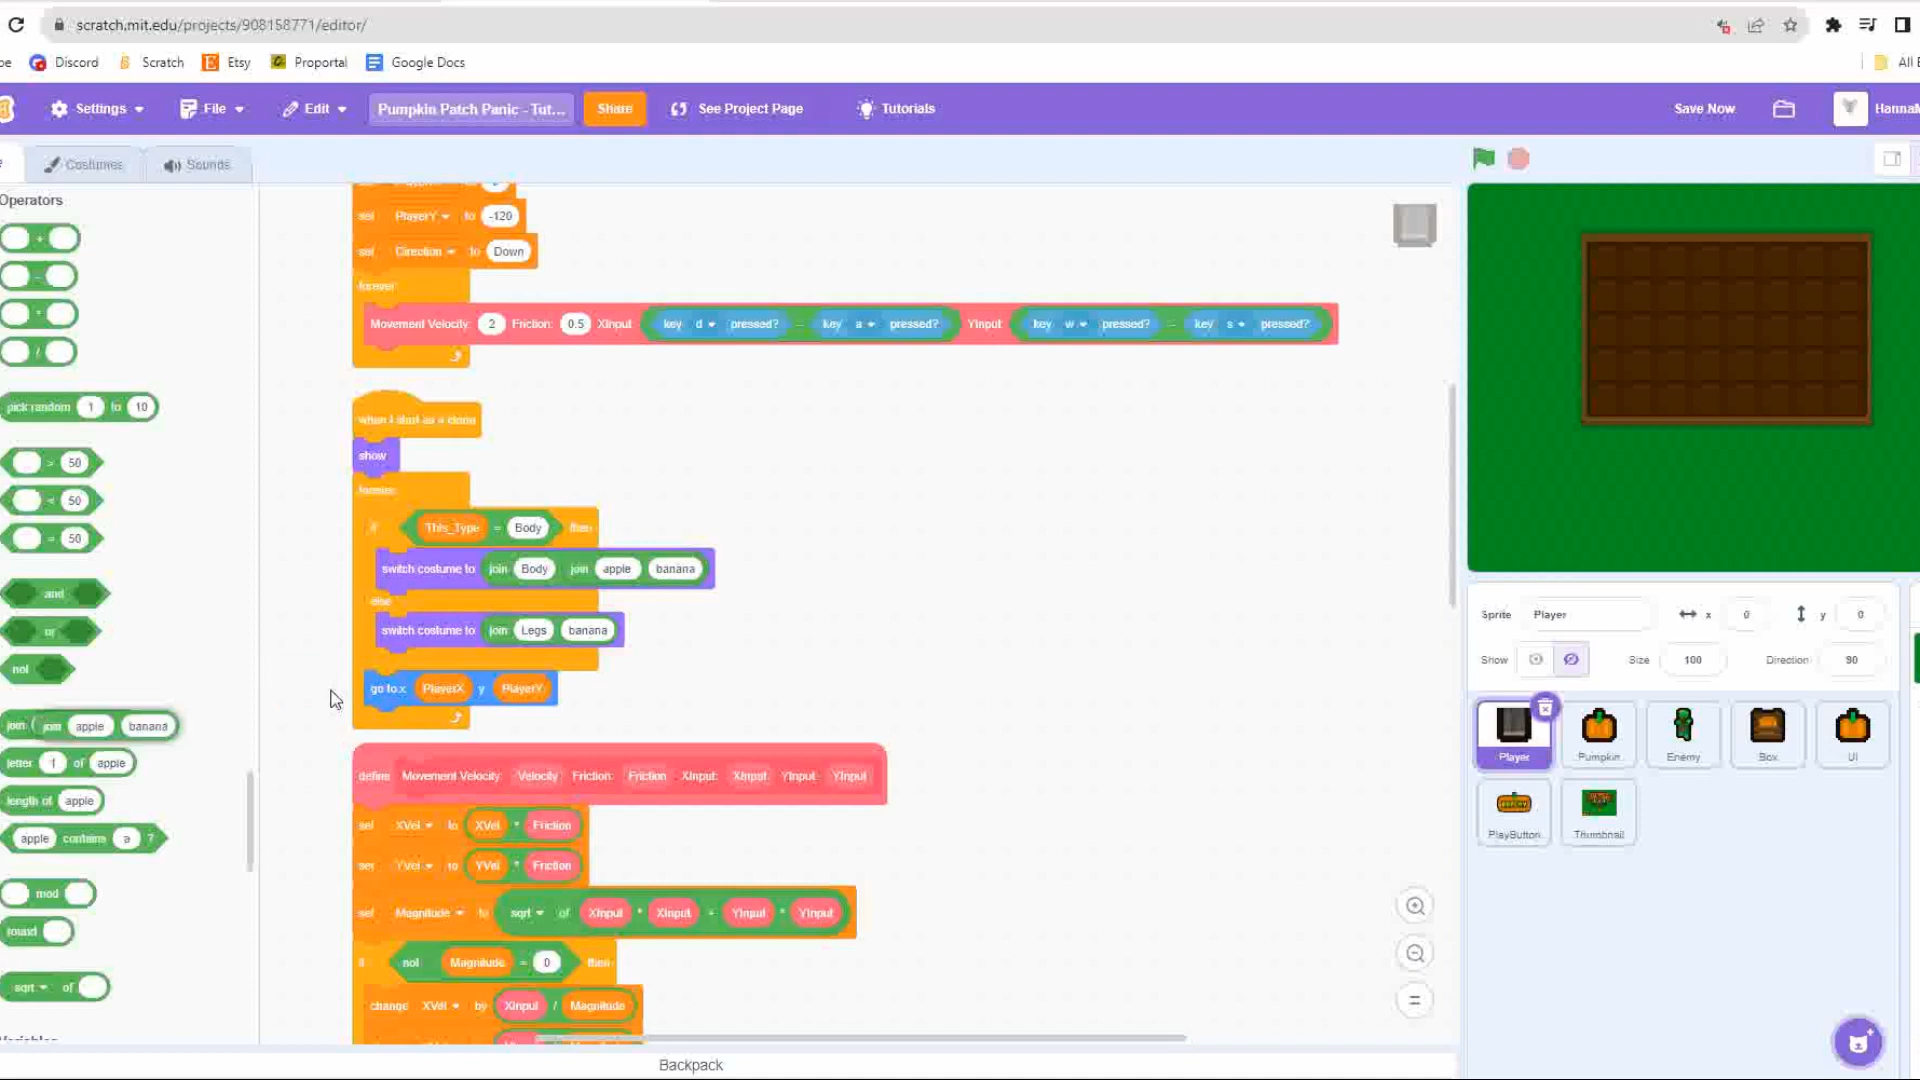 scratch.mit.edu/projects/908158771/editor/
Discord Scratch Etsy Proportal Google Docs All
Settings File Edit Pumpkin Patch Panic - Tut... Share See Project Page Tutorials Save Now
Costumes Sounds
Operators
set PlayerY to -120
set Direction to Down
forever
Movement Velocity: 2 Friction: 0.5 XInput key d pressed? - key a pressed? YInput key w pressed? - key s pressed?
pick random 1 to 10
when I start as a clone
show
forever
> 50
< 50
= 50
if This_Type = Body then
switch costume to join Body join apple banana
else
switch costume to join Legs banana
and
or
not
go to x PlayerX y PlayerY
join join apple banana
letter 1 of apple
length of apple
apple contains a ?
mod
round
sqrt of
define Movement Velocity: Velocity Friction: Friction XInput: XInput YInput YInput
set XVel to XVel * Friction
set YVel to YVel * Friction
set Magnitude to sqrt of XInput * XInput + YInput * YInput
if not Magnitude = 0 then
change XVel by XInput / Magnitude
Sprite Player x 0 y 0
Show Size 100 Direction 90
Player Pumpkin Enemy Box UI
PlayButton Thumbnail
Backpack